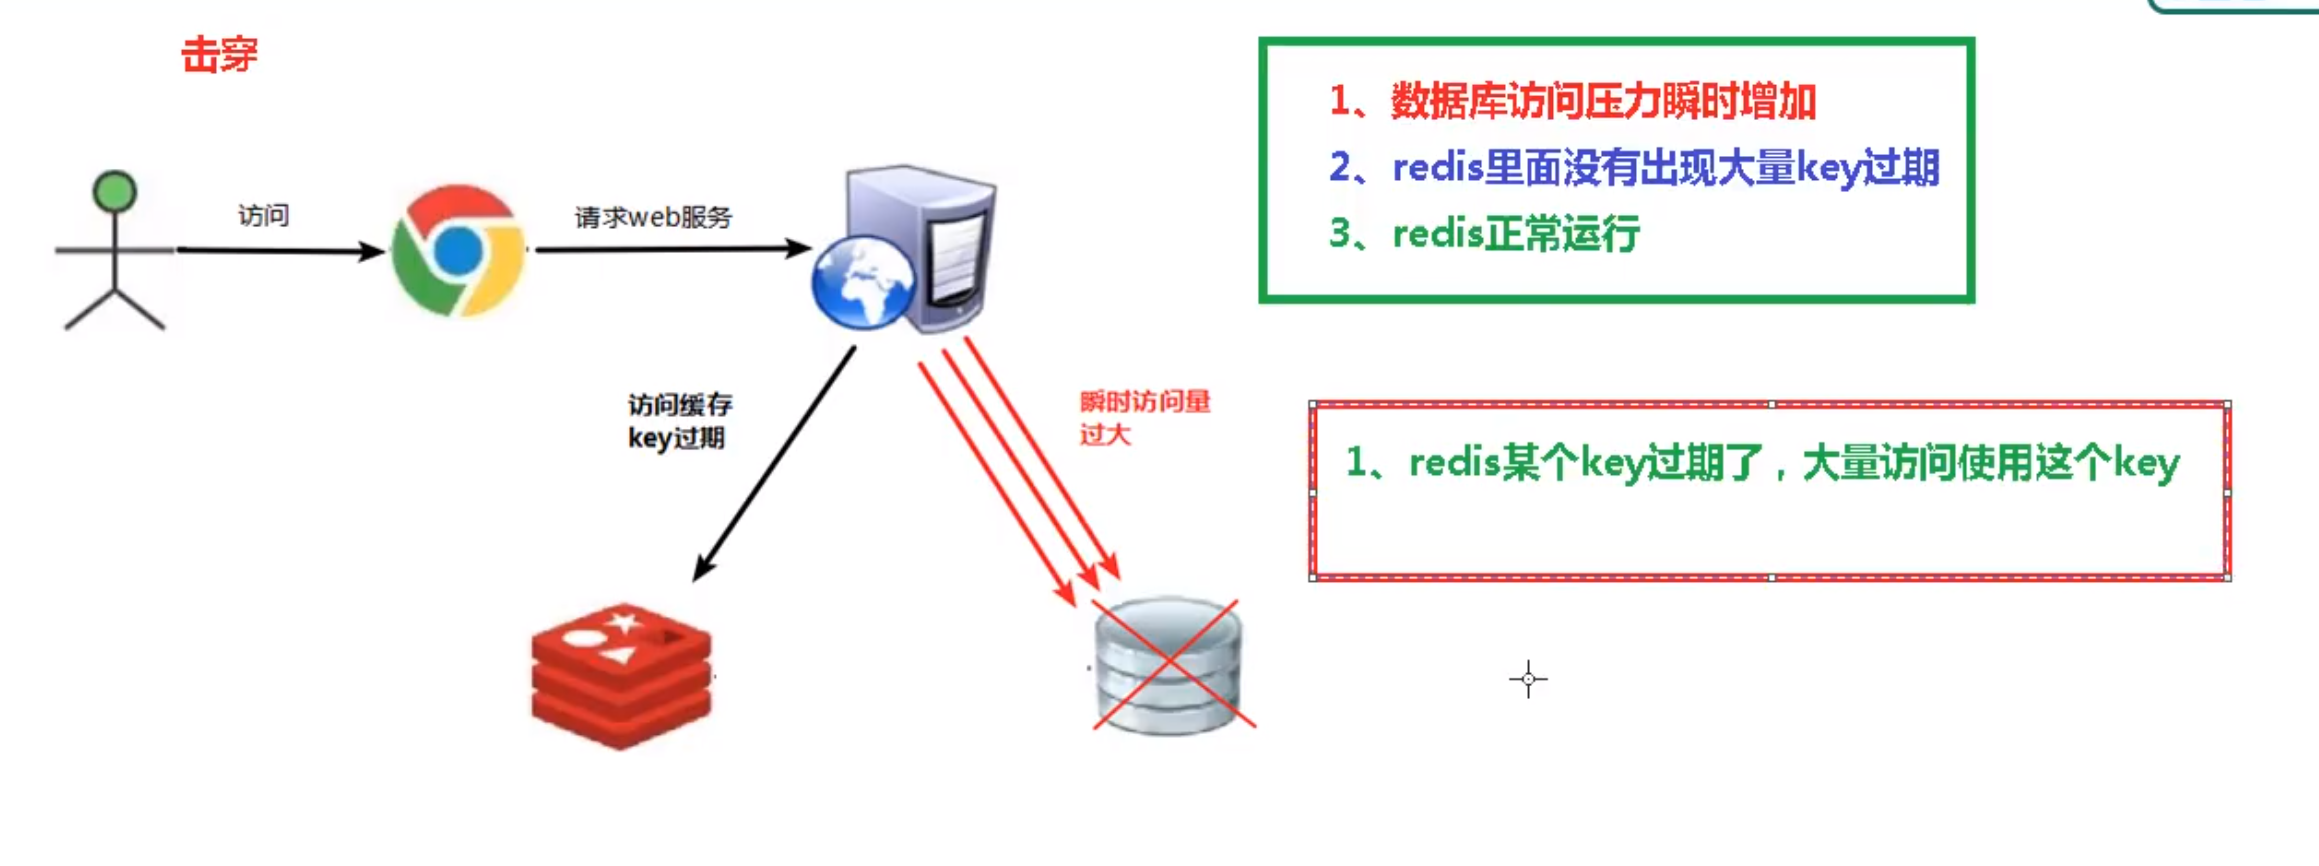 击穿
访问
请求web服务
访问缓存
key过期
瞬时访问量
过大
1、数据库访问压力瞬时增加
2、redis里面没有出现大量key过期
3、redis正常运行
1、redis某个key过期了，大量访问使用这个key